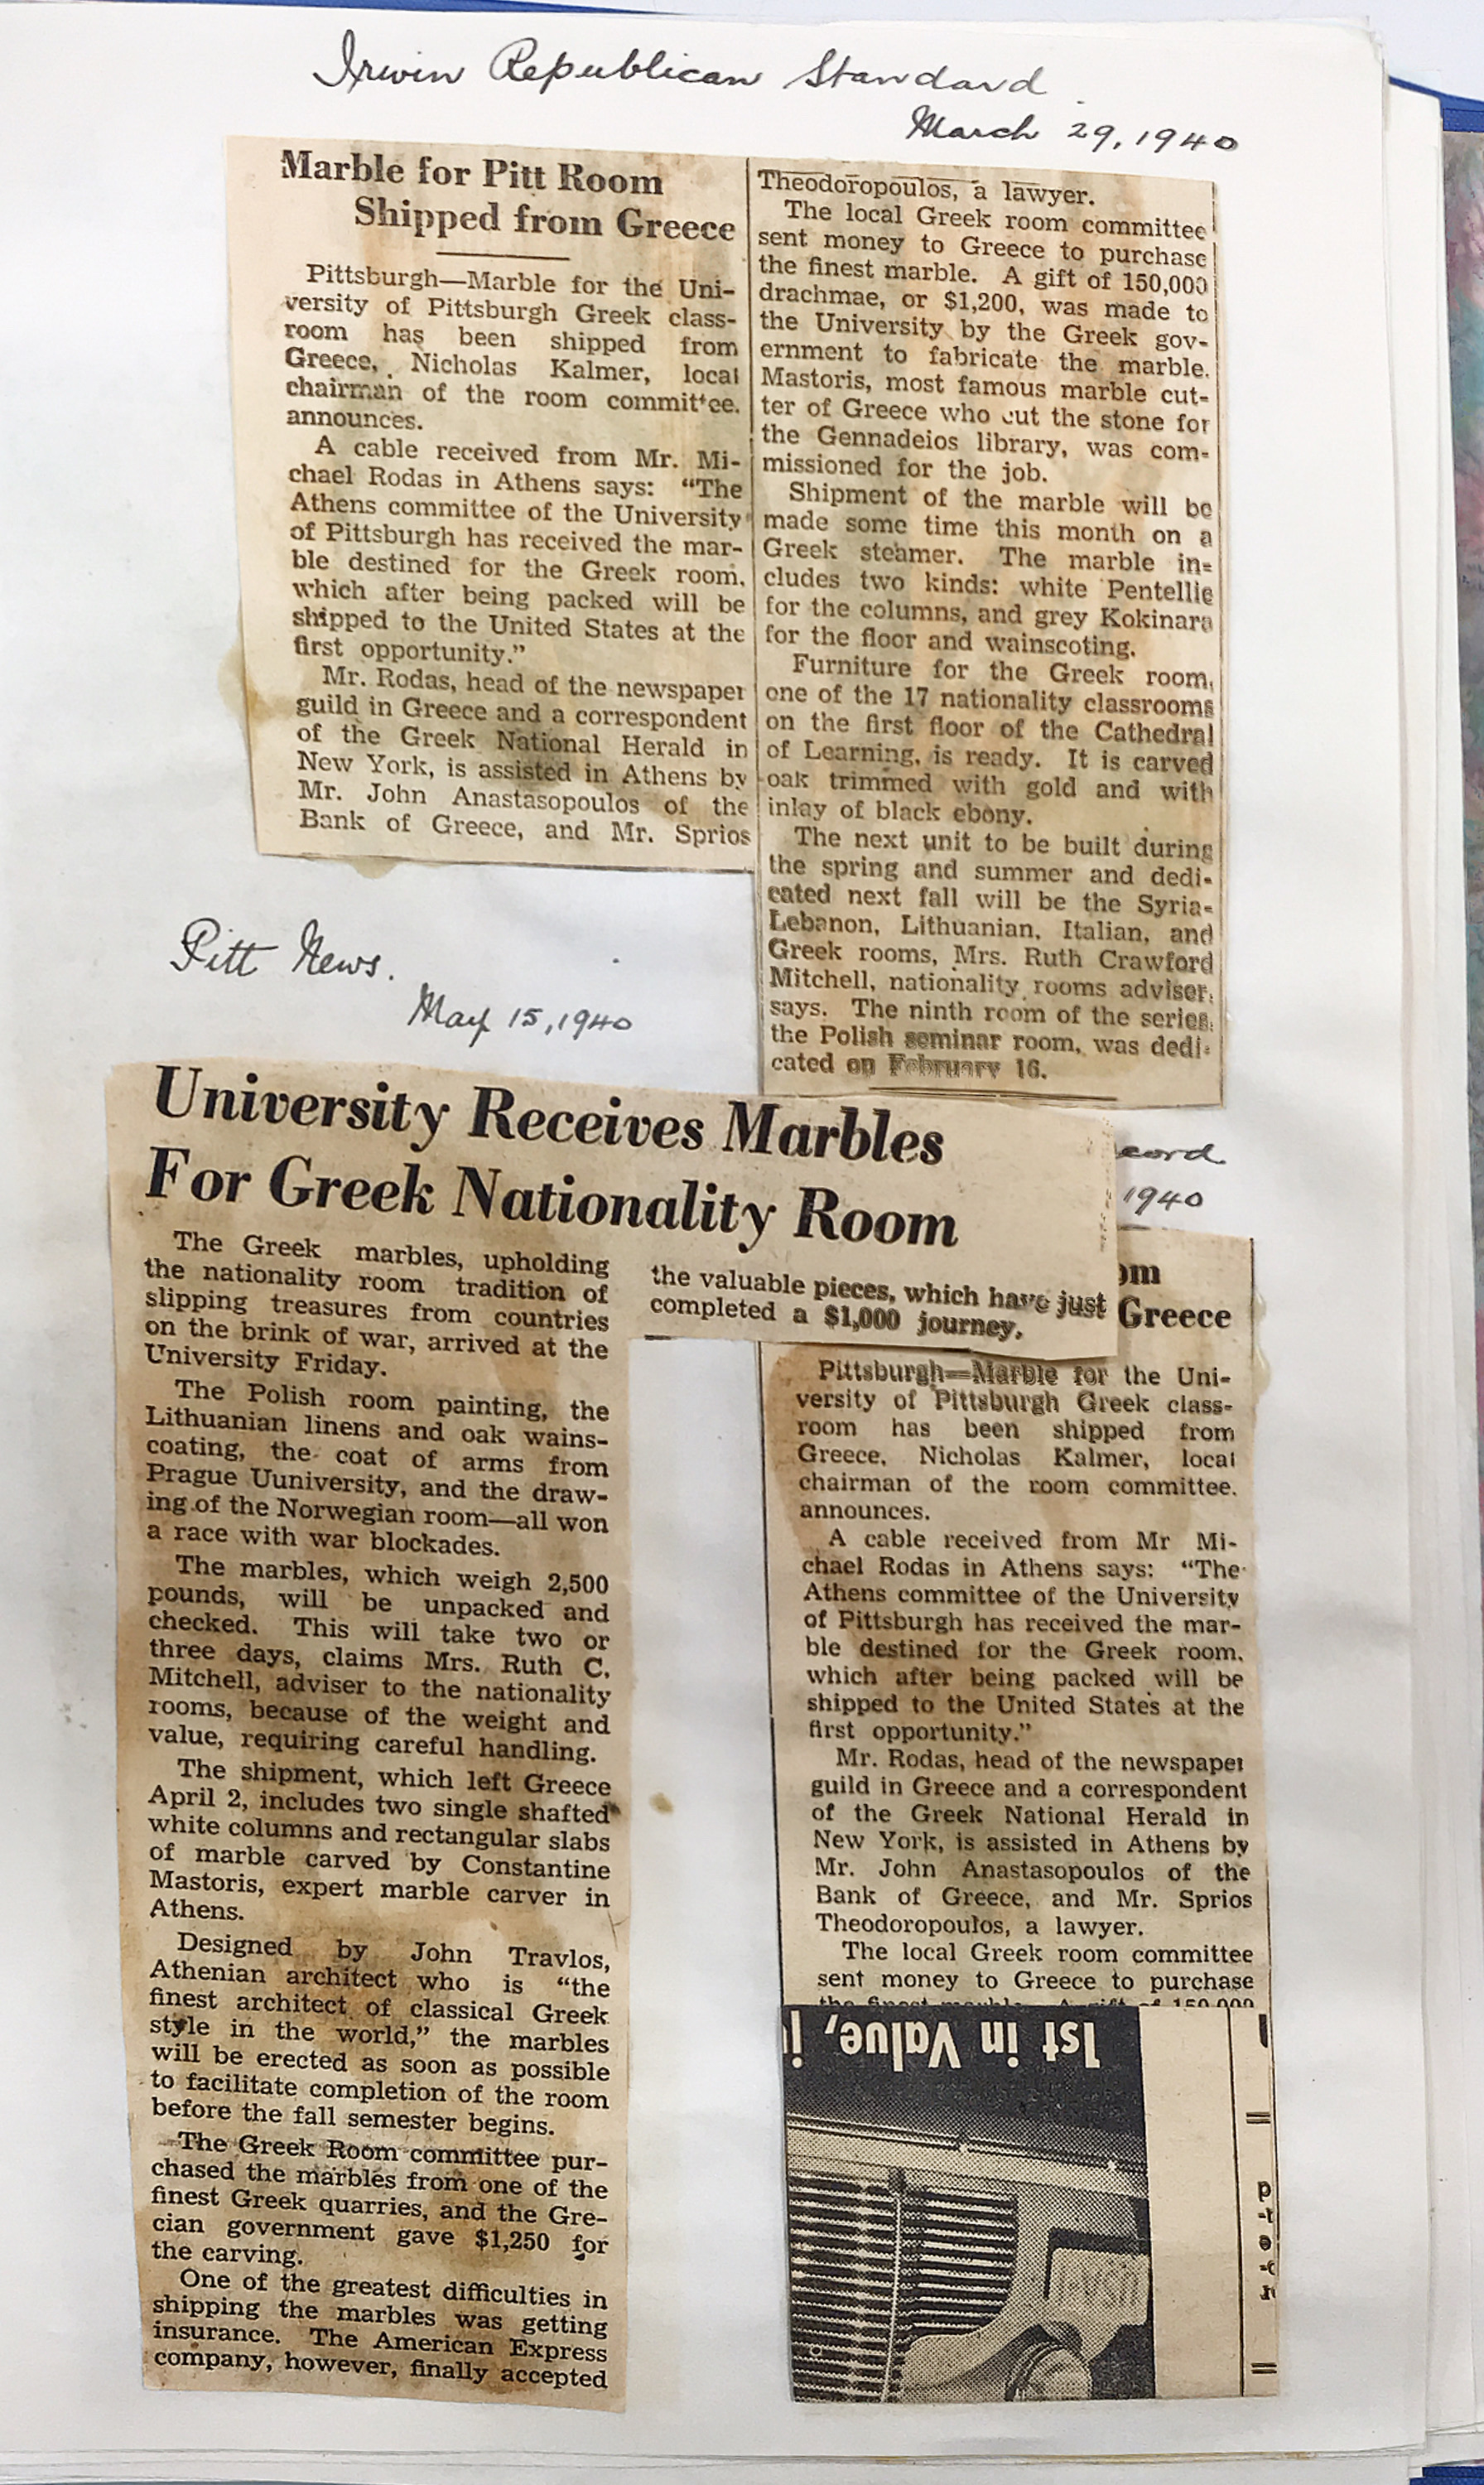 Irwin Republican Standard
March 29, 1940
Marble for Pitt Room
Shipped from Greece
Pittsburgh—Marble for the Uni-
versity of Pittsburgh Greek class-
room has been shipped from
Greece, Nicholas Kalmer, local
chairman of the room committee.
announces.
A cable received from Mr. Mi-
chael Rodas in Athens says: “The
Athens committee of the University
of Pittsburgh has received the mar-
ble destined for the Greek room,
which after being packed will be
shipped to the United States at the
first opportunity.”
Mr. Rodas, head of the newspaper
guild in Greece and a correspondent
of the Greek National Herald in
New York, is assisted in Athens by
Mr. John Anastasopoulos of the
Bank of Greece, and Mr. Sprios
Theodoropoulos, a lawyer.
The local Greek room committee
sent money to Greece to purchase
the finest marble. A gift of 150,000
drachmae, or $1,200, was made to
the University by the Greek gov-
ernment to fabricate the marble.
Mastoris, most famous marble cut-
ter of Greece who cut the stone for
the Gennadeios library, was com-
missioned for the job.
Shipment of the marble will be
made some time this month on a
Greek steamer. The marble in-
cludes two kinds: white Pentellie
for the columns, and grey Kokinara
for the floor and wainscoting.
Furniture for the Greek room,
one of the 17 nationality classrooms
on the first floor of the Cathedral
of Learning, is ready. It is carved
oak trimmed with gold and with
inlay of black ebony.
The next unit to be built during
the spring and summer and dedi-
cated next fall will be the Syria-
Lebanon, Lithuanian, Italian, and
Greek rooms, Mrs. Ruth Crawford
Mitchell, nationality rooms adviser,
says. The ninth room of the series,
the Polish seminar room, was dedi-
cated on February 16.
Pitt News.
May 15, 1940
University Receives Marbles
For Greek Nationality Room
The Greek marbles, upholding
the nationality room tradition of
slipping treasures from countries
on the brink of war, arrived at the
University Friday.
The Polish room painting, the
Lithuanian linens and oak wains-
coating, the coat of arms from
Prague Uuniversity, and the draw-
ing of the Norwegian room—all won
a race with war blockades.
The marbles, which weigh 2,500
pounds, will be unpacked and
checked. This will take two or
three days, claims Mrs. Ruth C.
Mitchell, adviser to the nationality
rooms, because of the weight and
value, requiring careful handling.
The shipment, which left Greece
April 2, includes two single shafted
white columns and rectangular slabs
of marble carved by Constantine
Mastoris, expert marble carver in
Athens.
Designed by John Travlos,
Athenian architect who is “the
finest architect of classical Greek
style in the world,” the marbles
will be erected as soon as possible
to facilitate completion of the room
before the fall semester begins.
The Greek Room committee pur-
chased the marbles from one of the
finest Greek quarries, and the Gre-
cian government gave $1,250 for
the carving.
One of the greatest difficulties in
shipping the marbles was getting
insurance. The American Express
company, however, finally accepted
the valuable pieces, which have just
completed a $1,000 journey.
ecord
1940
om
Greece
Pittsburgh—Marble for the Uni-
versity of Pittsburgh Greek class-
room has been shipped from
Greece, Nicholas Kalmer, local
chairman of the room committee.
announces.
A cable received from Mr Mi-
chael Rodas in Athens says: “The
Athens committee of the University
of Pittsburgh has received the mar-
ble destined for the Greek room,
which after being packed will be
shipped to the United States at the
first opportunity.”
Mr. Rodas, head of the newspaper
guild in Greece and a correspondent
of the Greek National Herald in
New York, is assisted in Athens by
Mr. John Anastasopoulos of the
Bank of Greece, and Mr. Sprios
Theodoropoulos, a lawyer.
The local Greek room committee
sent money to Greece to purchase
the finest marble. A gift of 150,000
1st in Value,